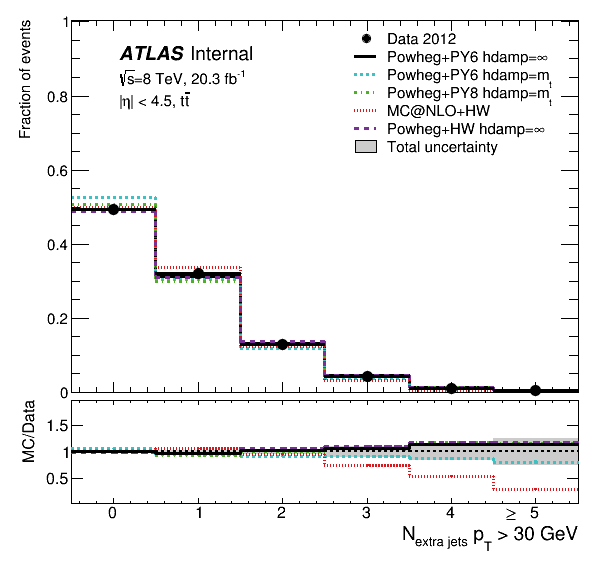 Fraction of events
1
0.8
0.6
0.4
0.2
0
ATLAS Internal
√s=8 TeV, 20.3 fb⁻¹
|η| < 4.5, tt̄
Data 2012
Powheg+PY6 hdamp=∞
Powheg+PY6 hdamp=mₜ
Powheg+PY8 hdamp=mₜ
MC@NLO+HW
Powheg+HW hdamp=∞
Total uncertainty
MC/Data
1.5
1
0.5
0 1 2 3 4 ≥ 5
N extra jets p_T > 30 GeV